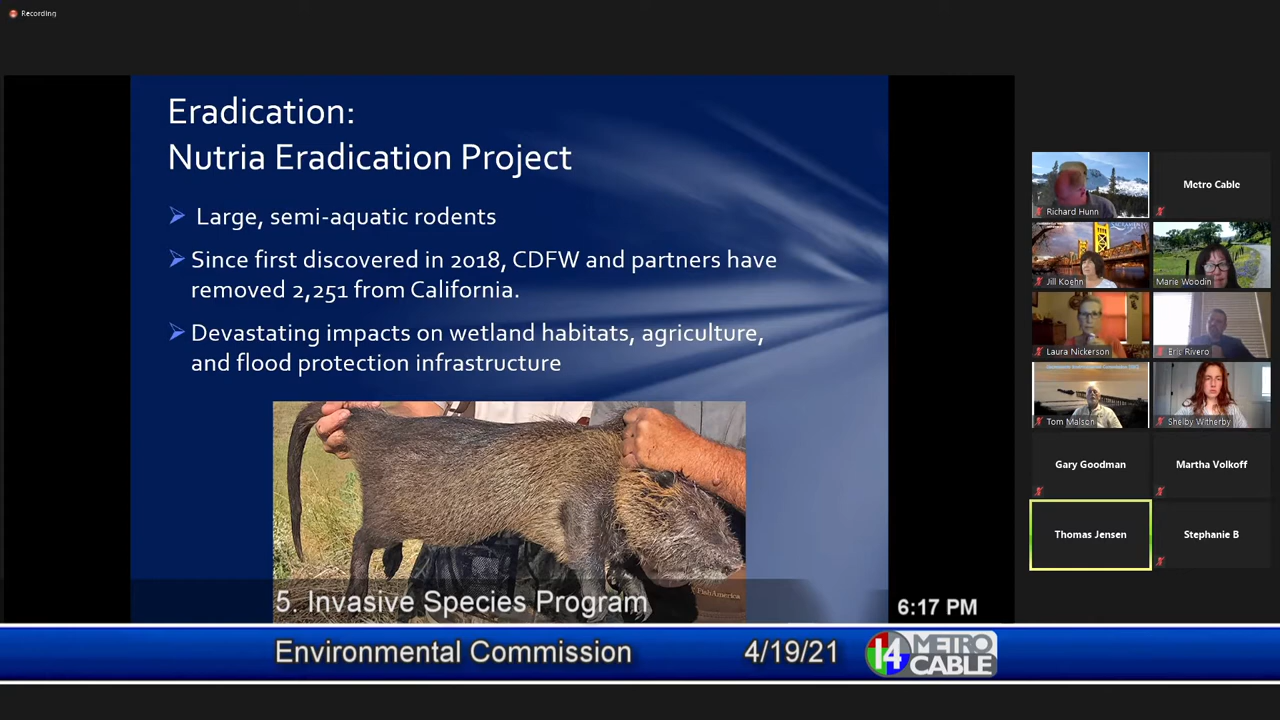 Recording
Eradication:
Nutria Eradication Project
Large, semi-aquatic rodents
Since first discovered in 2018, CDFW and partners have
removed 2,251 from California.
Devastating impacts on wetland habitats, agriculture,
and flood protection infrastructure
FishAmerica
5. Invasive Species Program
6:17 PM
Environmental Commission
4/19/21
14 METRO
CABLE
Richard Hunn
Metro Cable
Jill Koehn
Marie Woodin
Laura Nickerson
Eric Rivero
Tom Malson
Shelby Witherby
Gary Goodman
Martha Volkoff
Thomas Jensen
Stephanie B